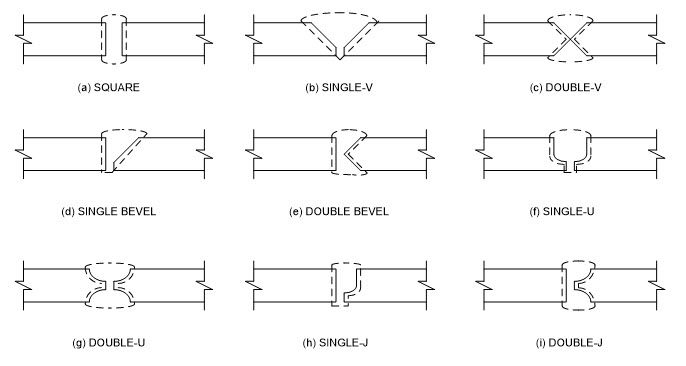 (a) SQUARE
(b) SINGLE-V
(c) DOUBLE-V
(d) SINGLE BEVEL
(e) DOUBLE BEVEL
(f) SINGLE-U
(g) DOUBLE-U
(h) SINGLE-J
(i) DOUBLE-J